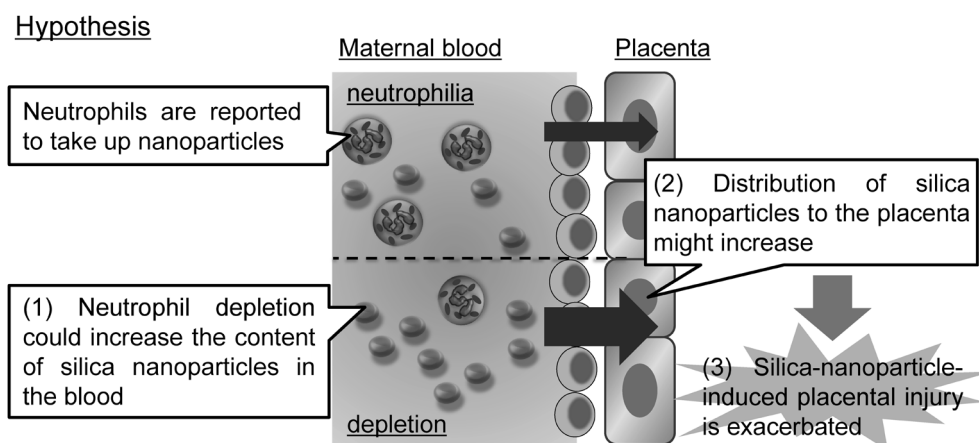 Hypothesis
Maternal blood
Placenta
neutrophilia
Neutrophils are reported
to take up nanoparticles
(2) Distribution of silica
nanoparticles to the placenta
might increase
(1) Neutrophil depletion
could increase the content
of silica nanoparticles in
the blood
(3) Silica-nanoparticle-
induced placental injury
is exacerbated
depletion